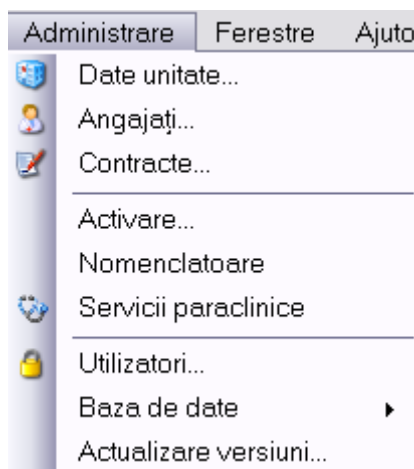 Administrare Ferestre Ajuto
Date unitate...
Angajați...
Contracte...
Activare...
Nomenclatoare
Servicii paraclinice
Utilizatori...
Baza de date
Actualizare versiuni...